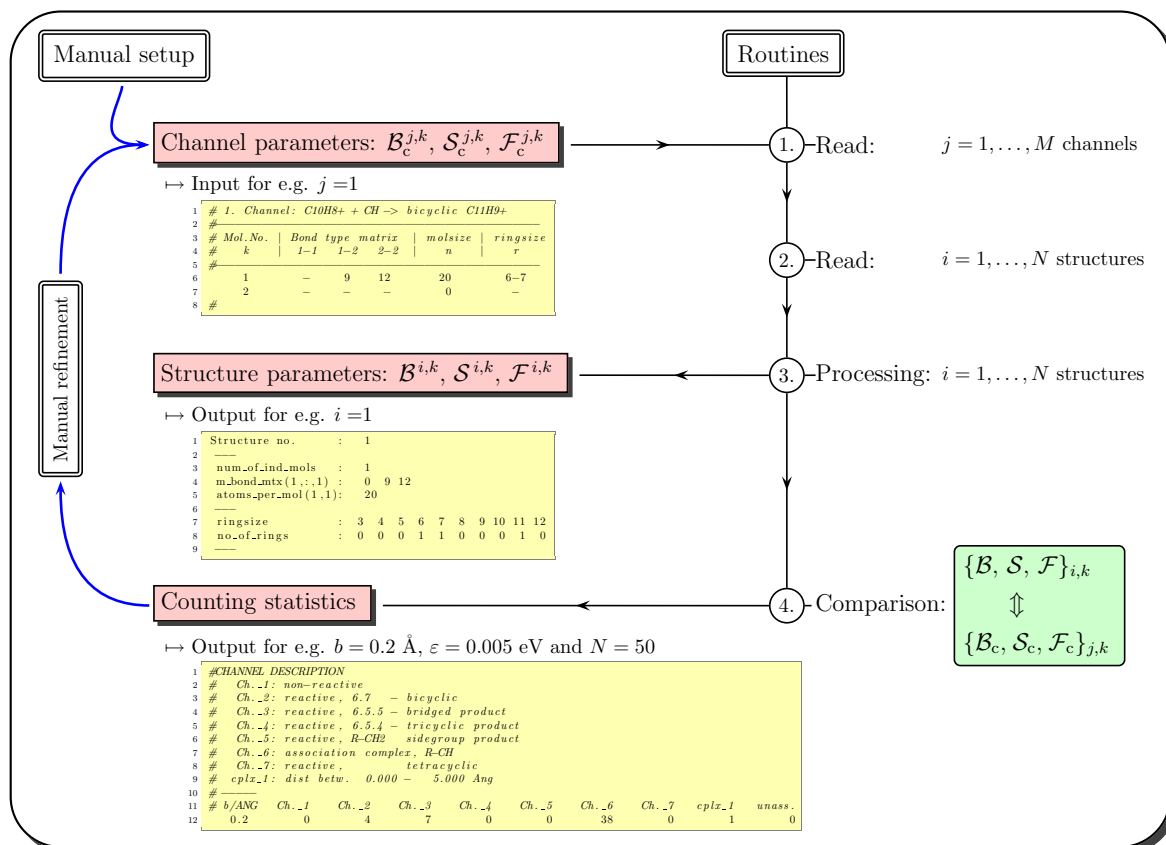 Manual setup
Routines
Channel parameters: 𝓑_c^{j,k}, 𝓢_c^{j,k}, 𝓕_c^{j,k}
1.
Read:
j = 1, . . . , M channels
↦ Input for e.g. j =1
1 # 1. Channel: C10H8+ + CH —> bicyclic C11H9+
2 #————————————————————————
3 # Mol.No. | Bond type matrix | molsize | ringsize
4 # k | 1–1 1–2 2–2 | n | r
5 #————————————————————————
6 1 – 9 12 20 6–7
7 2 – – – 0 –
8 #
2.
Read:
i = 1, . . . , N structures
Manual refinement
Structure parameters: 𝓑^{i,k}, 𝓢^{i,k}, 𝓕^{i,k}
3.
Processing:
i = 1, . . . , N structures
↦ Output for e.g. i =1
1 Structure no. : 1
2 ——
3 num_of_ind_mols : 1
4 m_bond_mtx(1,:,1) : 0 9 12
5 atoms_per_mol(1,1): 20
6 ——
7 ringsize : 3 4 5 6 7 8 9 10 11 12
8 no_of_rings : 0 0 0 1 1 0 0 0 1 0
9 ——
Counting statistics
4.
Comparison:
{𝓑, 𝓢, 𝓕}_{i,k}
⇕
{𝓑_c, 𝓢_c, 𝓕_c}_{j,k}
↦ Output for e.g. b = 0.2 Å, ε = 0.005 eV and N = 50
1 #CHANNEL DESCRIPTION
2 # Ch._1: non–reactive
3 # Ch._2: reactive, 6.7 – bicyclic
4 # Ch._3: reactive, 6.5.5 – bridged product
5 # Ch._4: reactive, 6.5.4 – tricyclic product
6 # Ch._5: reactive, R–CH2 sidegroup product
7 # Ch._6: association complex, R–CH
8 # Ch._7: reactive, tetracyclic
9 # cplx_1: dist betw. 0.000 – 5.000 Ang
10 # ————
11 # b/ANG Ch._1 Ch._2 Ch._3 Ch._4 Ch._5 Ch._6 Ch._7 cplx_1 unass.
12 0.2 0 4 7 0 0 38 0 1 0